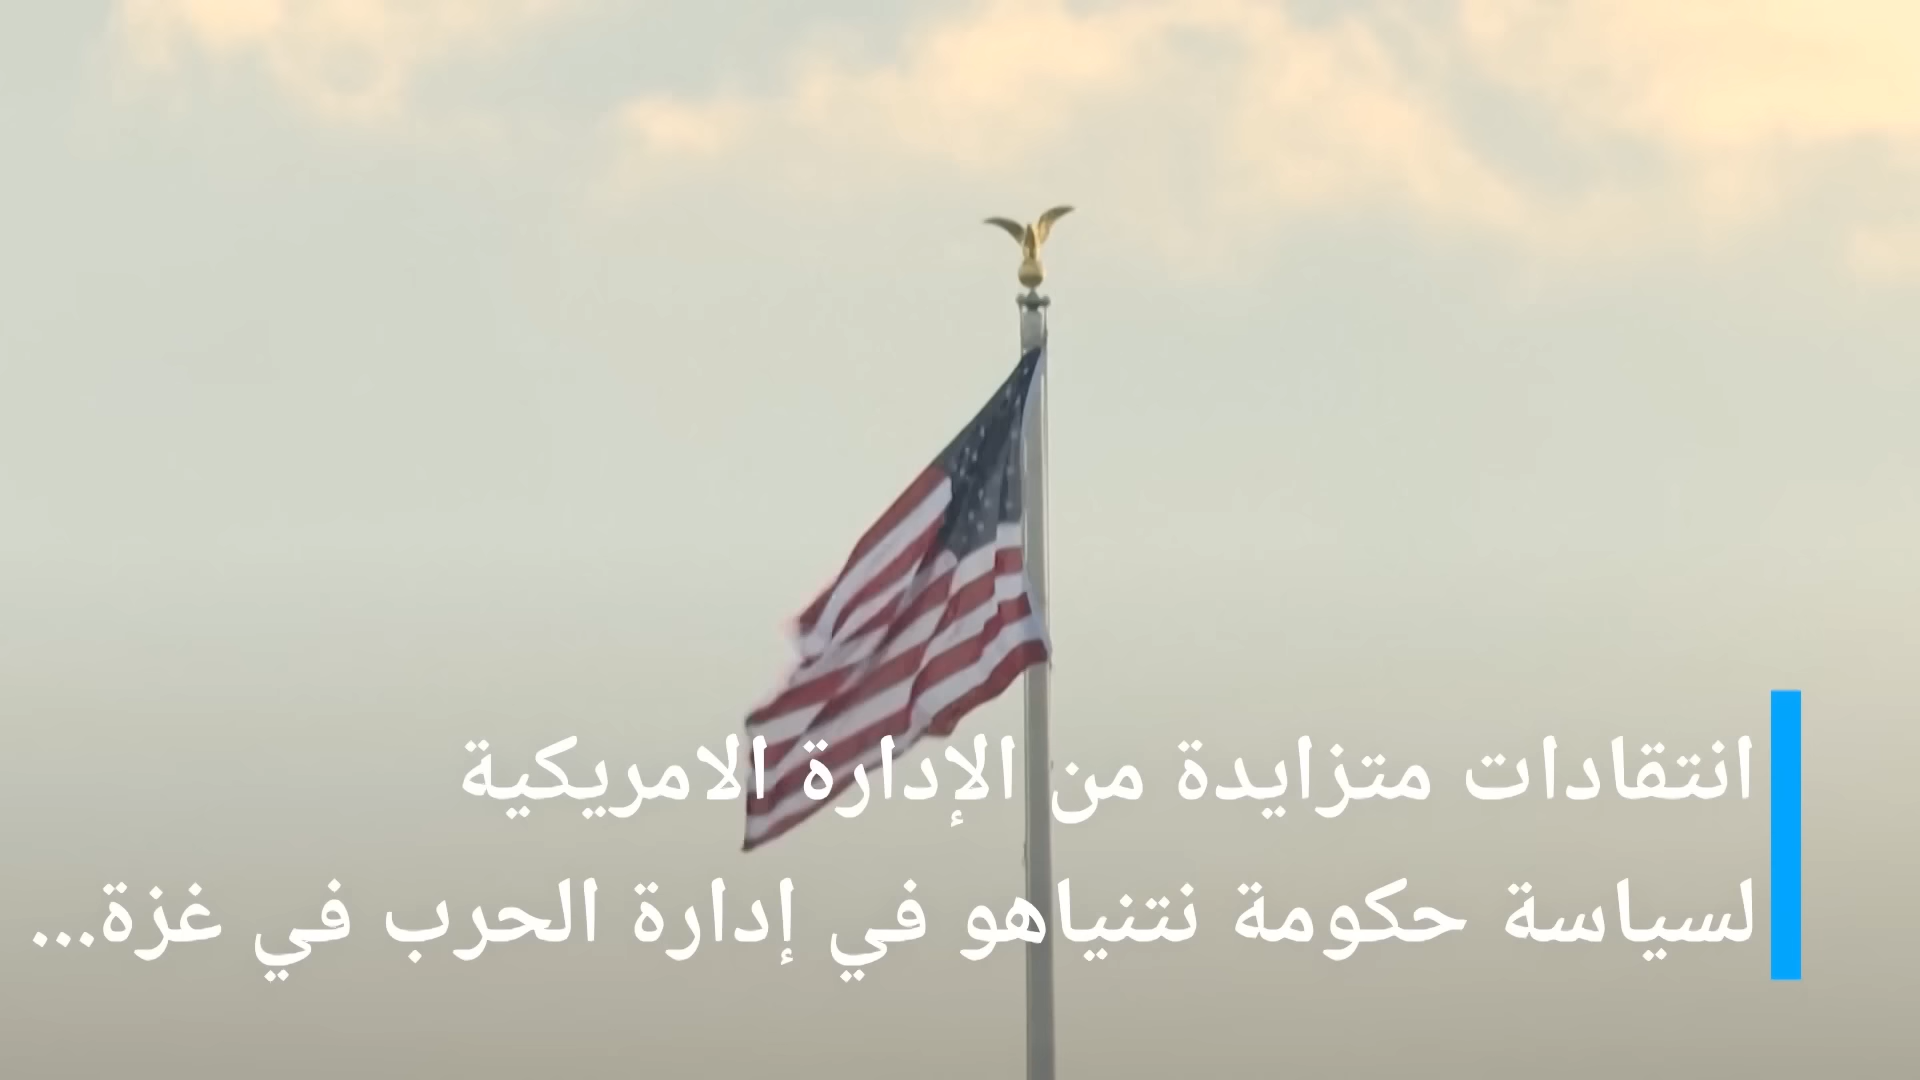 انتقادات متزايدة من الإدارة الامريكية
لسياسة حكومة نتنياهو في إدارة الحرب في غزة...